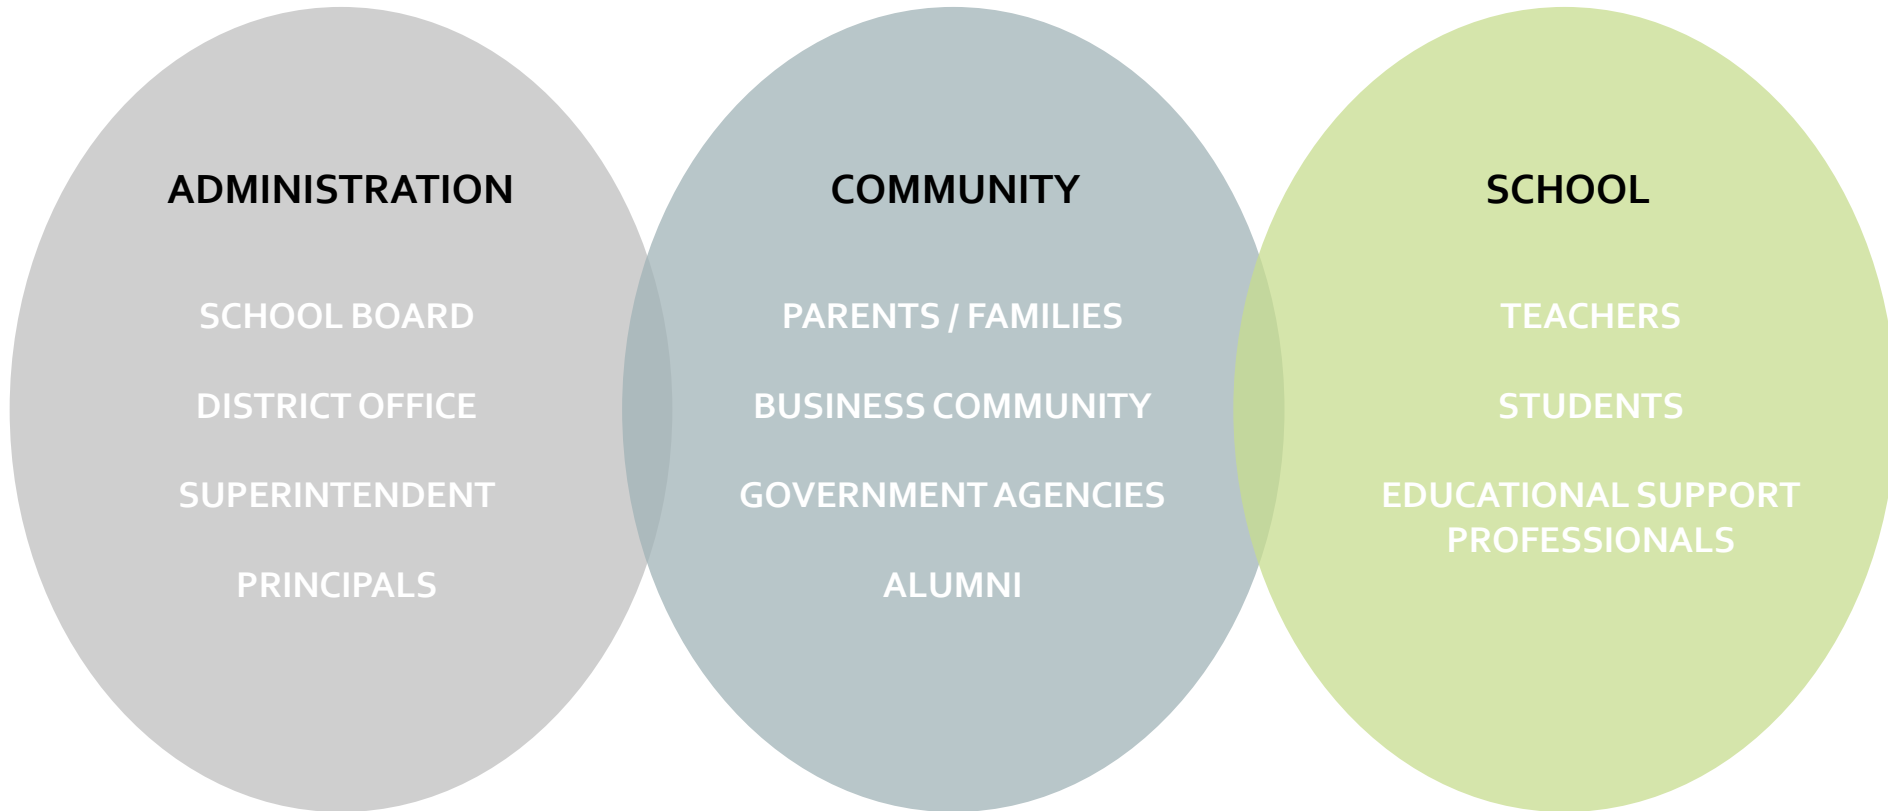 ADMINISTRATION
SCHOOL BOARD
DISTRICT OFFICE
SUPERINTENDENT
PRINCIPALS
COMMUNITY
PARENTS / FAMILIES
BUSINESS COMMUNITY
GOVERNMENT AGENCIES
ALUMNI
SCHOOL
TEACHERS
STUDENTS
EDUCATIONAL SUPPORT
PROFESSIONALS